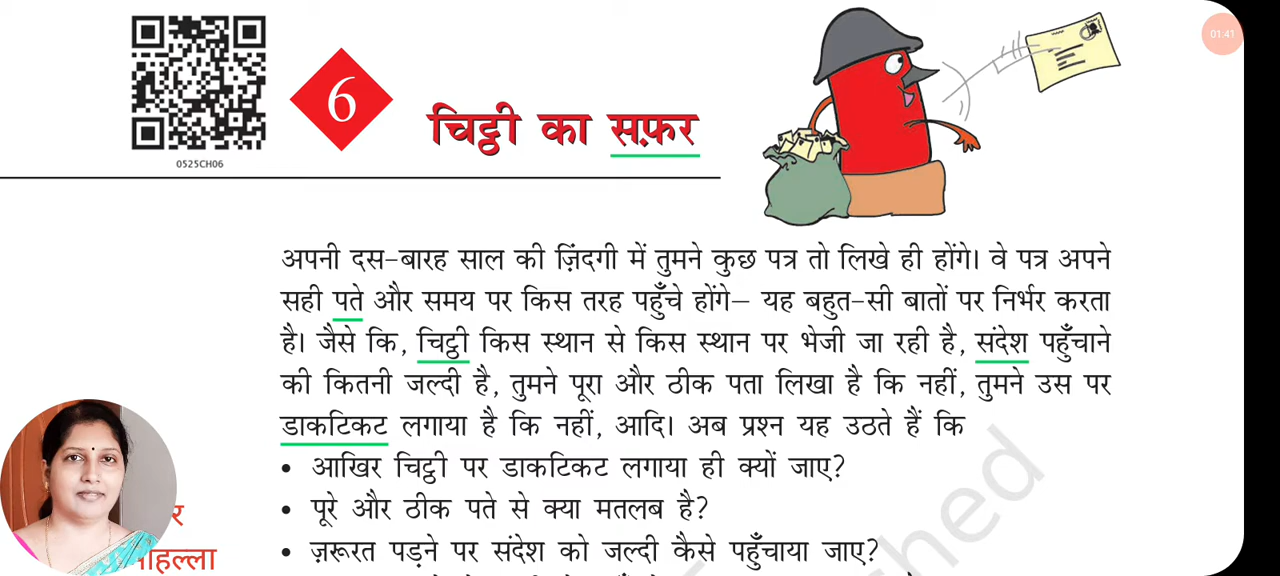 01:41
6
चिट्ठी का सफ़र
0525CH06
अपनी दस–बारह साल की ज़िंदगी में तुमने कुछ पत्र तो लिखे ही होंगे। वे पत्र अपने
सही पते और समय पर किस तरह पहुँचे होंगे– यह बहुत–सी बातों पर निर्भर करता
है। जैसे कि, चिट्ठी किस स्थान से किस स्थान पर भेजी जा रही है, संदेश पहुँचाने
की कितनी जल्दी है, तुमने पूरा और ठीक पता लिखा है कि नहीं, तुमने उस पर
डाकटिकट लगाया है कि नहीं, आदि। अब प्रश्न यह उठते हैं कि
• आखिर चिट्ठी पर डाकटिकट लगाया ही क्यों जाए?
• पूरे और ठीक पते से क्या मतलब है?
• ज़रूरत पड़ने पर संदेश को जल्दी कैसे पहुँचाया जाए?